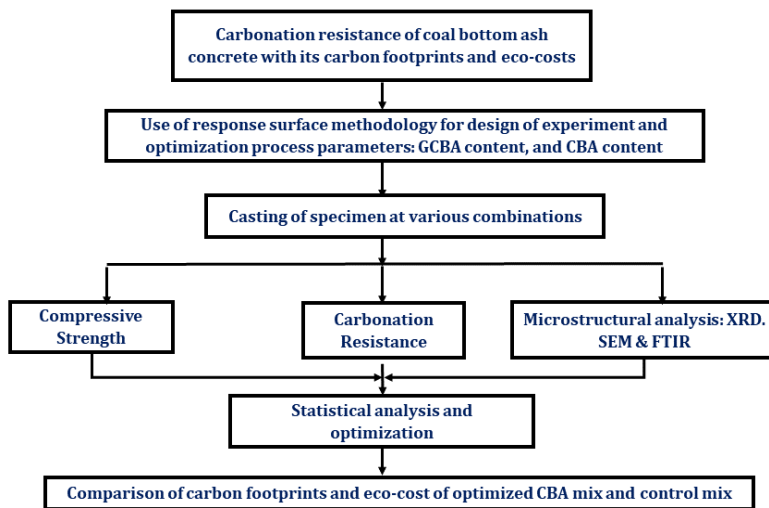 Carbonation resistance of coal bottom ash
concrete with its carbon footprints and eco-costs
Use of response surface methodology for design of experiment and
optimization process parameters: GCBA content, and CBA content
Casting of specimen at various combinations
Compressive
Strength
Carbonation
Resistance
Microstructural analysis: XRD.
SEM & FTIR
Statistical analysis and
optimization
Comparison of carbon footprints and eco-cost of optimized CBA mix and control mix